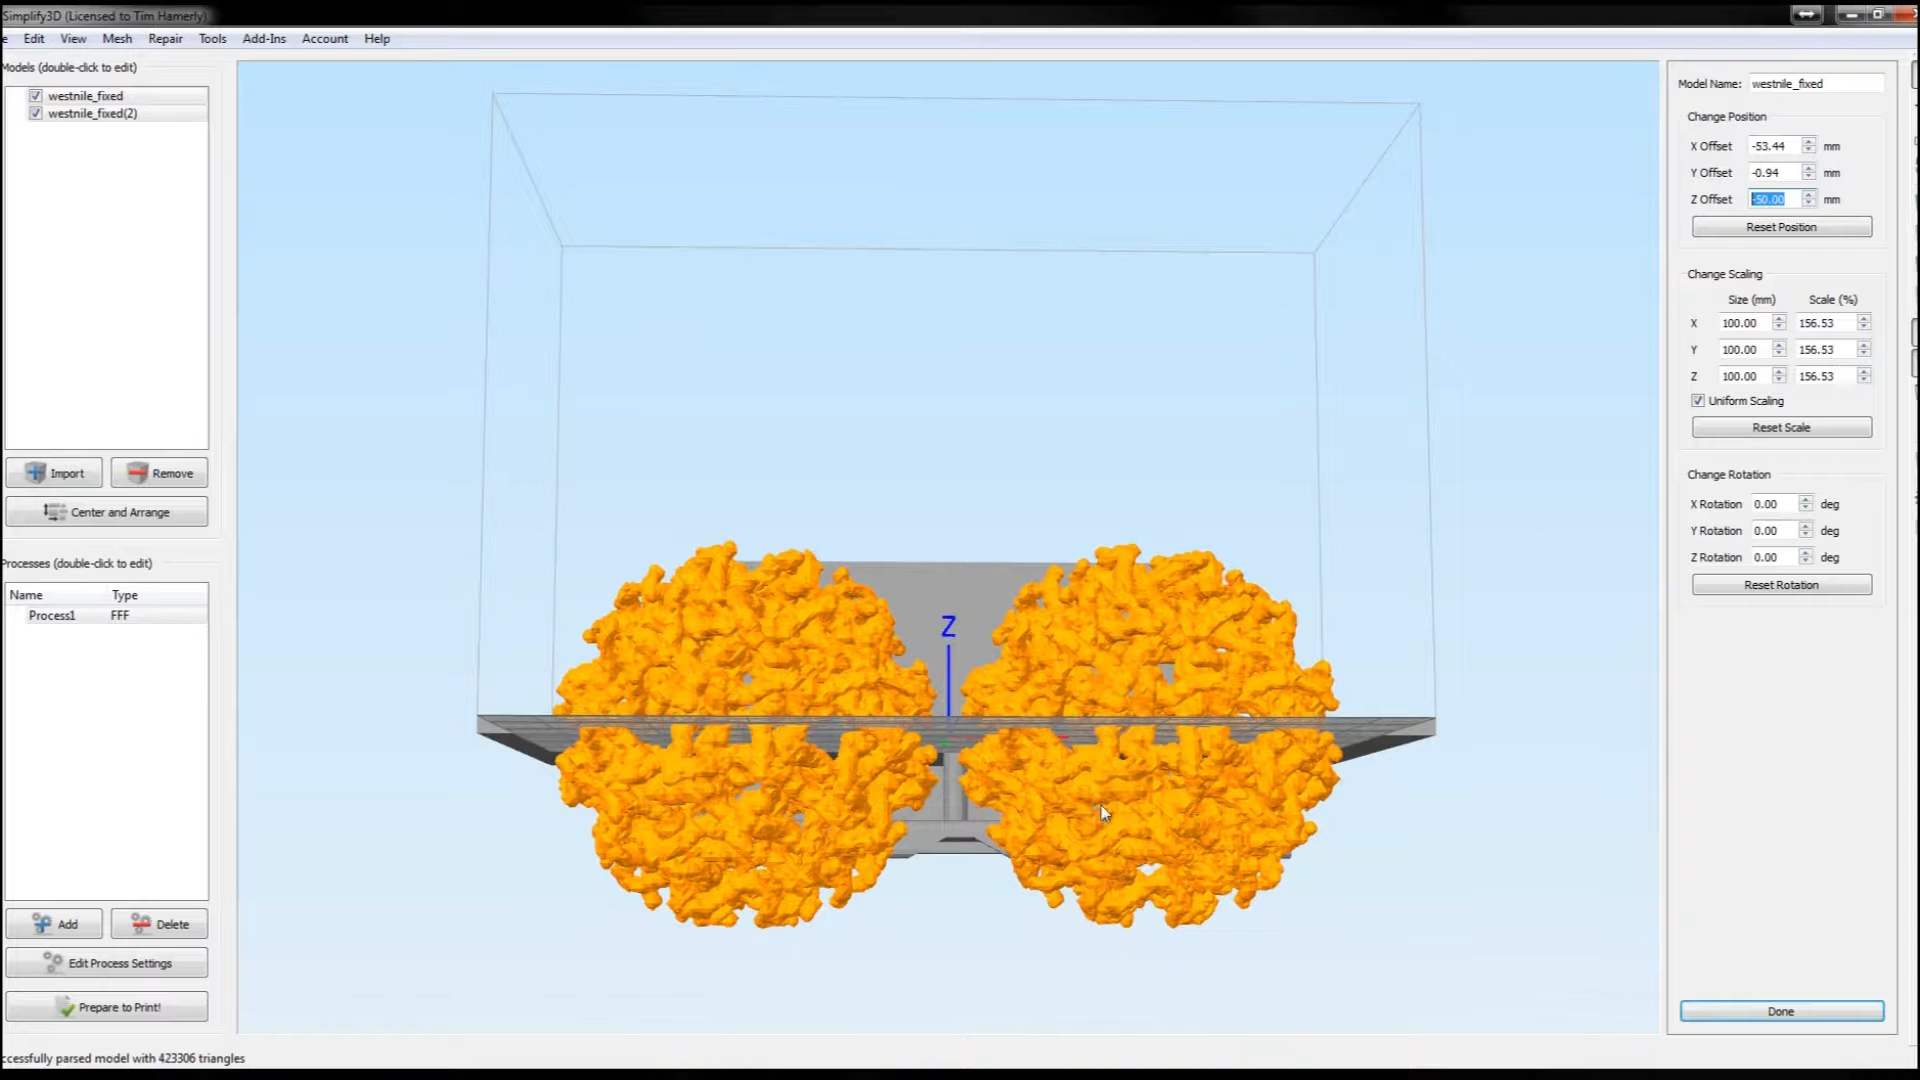 Simplify3D (Licensed to Tim Hamerly)
e Edit View Mesh Repair Tools Add-Ins Account Help
Models (double-click to edit)
westnile_fixed
westnile_fixed(2)
Import Remove
Center and Arrange
Processes (double-click to edit)
Name Type
Process1 FFF
Add Delete
Edit Process Settings
Prepare to Print!
ccessfully parsed model with 423306 triangles
Z
Model Name: westnile_fixed
Change Position
X Offset -53.44 mm
Y Offset -0.94 mm
Z Offset -50.00 mm
Reset Position
Change Scaling
Size (mm) Scale (%)
X 100.00 156.53
Y 100.00 156.53
Z 100.00 156.53
Uniform Scaling
Reset Scale
Change Rotation
X Rotation 0.00 deg
Y Rotation 0.00 deg
Z Rotation 0.00 deg
Reset Rotation
Done